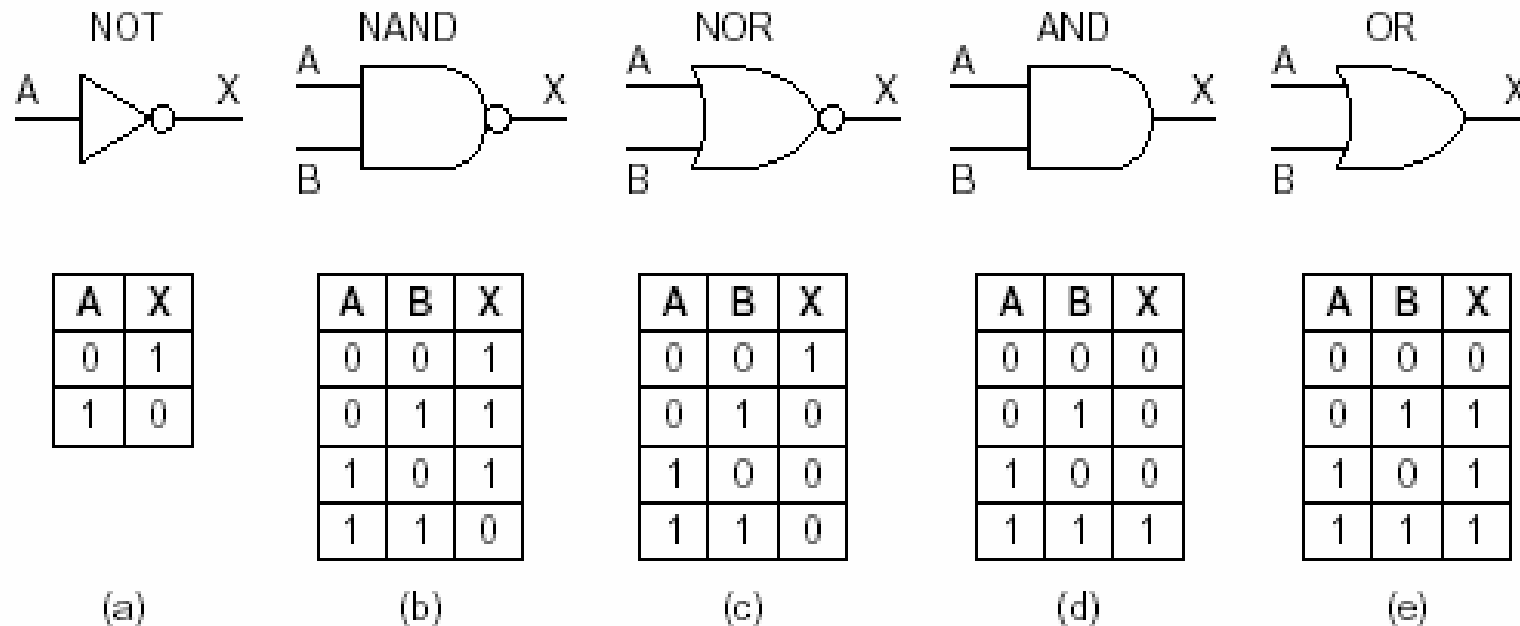 NOT NAND NOR AND OR
A X A B X A B X A B X A B X
A X A B X A B X A B X A B X
0 1 0 0 1 0 0 1 0 0 0 0 0 0
1 0 0 1 1 0 1 0 0 1 0 0 1 1
1 0 1 1 0 0 1 0 0 1 0 1
1 1 0 1 1 0 1 1 1 1 1 1
(a) (b) (c) (d) (e)